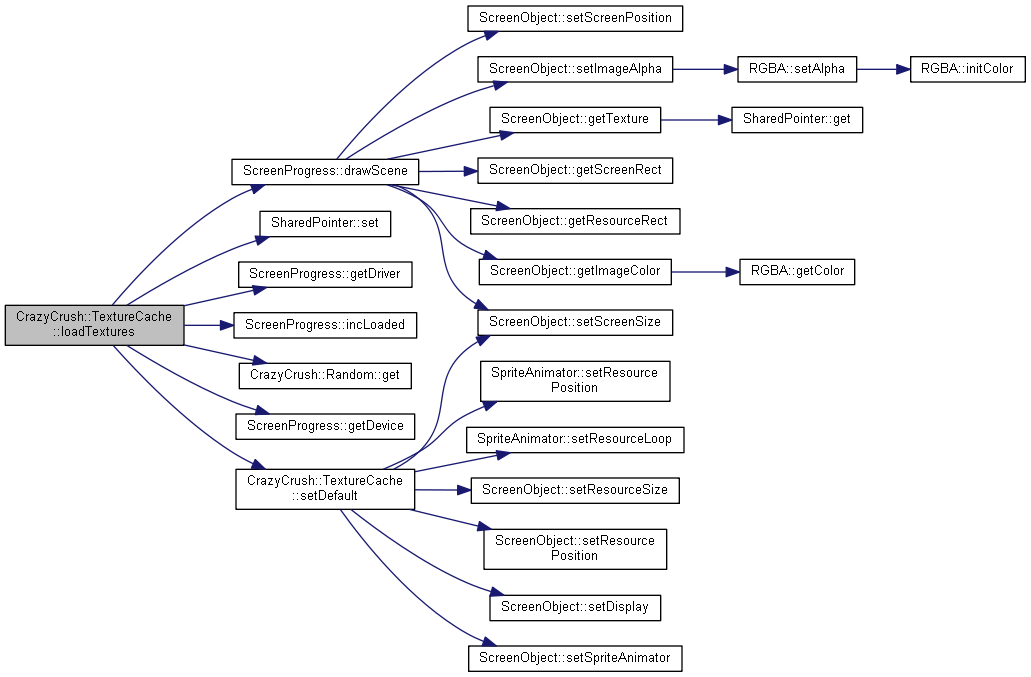 CrazyCrush::TextureCache
::loadTextures
ScreenProgress::drawScene
SharedPointer::set
ScreenProgress::getDriver
ScreenProgress::incLoaded
CrazyCrush::Random::get
ScreenProgress::getDevice
CrazyCrush::TextureCache
::setDefault
ScreenObject::setScreenPosition
ScreenObject::setImageAlpha
ScreenObject::getTexture
ScreenObject::getScreenRect
ScreenObject::getResourceRect
ScreenObject::getImageColor
ScreenObject::setScreenSize
SpriteAnimator::setResource
Position
SpriteAnimator::setResourceLoop
ScreenObject::setResourceSize
ScreenObject::setResource
Position
ScreenObject::setDisplay
ScreenObject::setSpriteAnimator
RGBA::setAlpha
SharedPointer::get
RGBA::getColor
RGBA::initColor